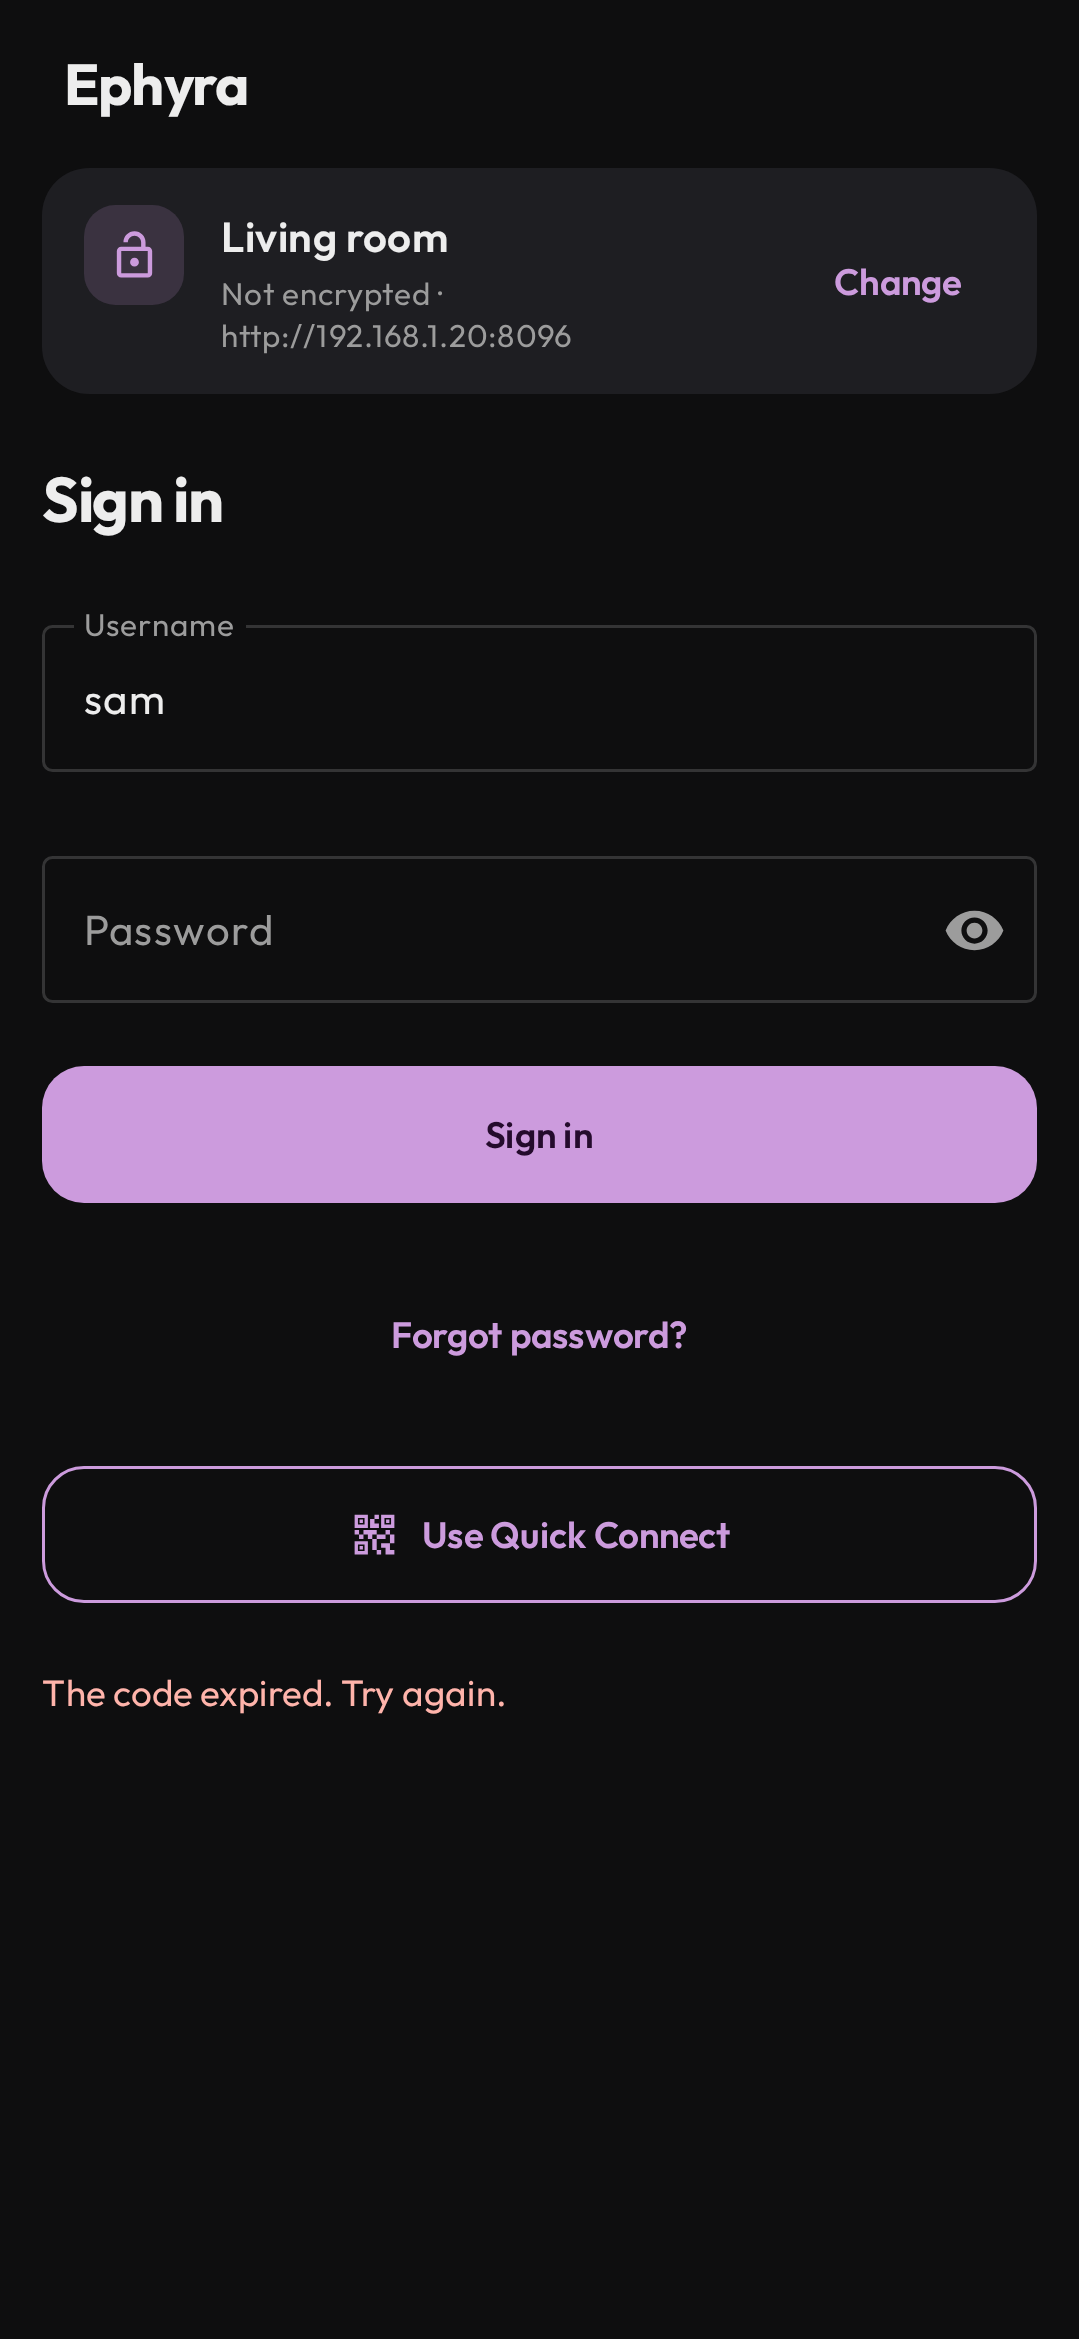 Ephyra
Living room
Not encrypted ·
http://192.168.1.20:8096
Change
Sign in
Username
sam
Password
Sign in
Forgot password?
Use Quick Connect
The code expired. Try again.